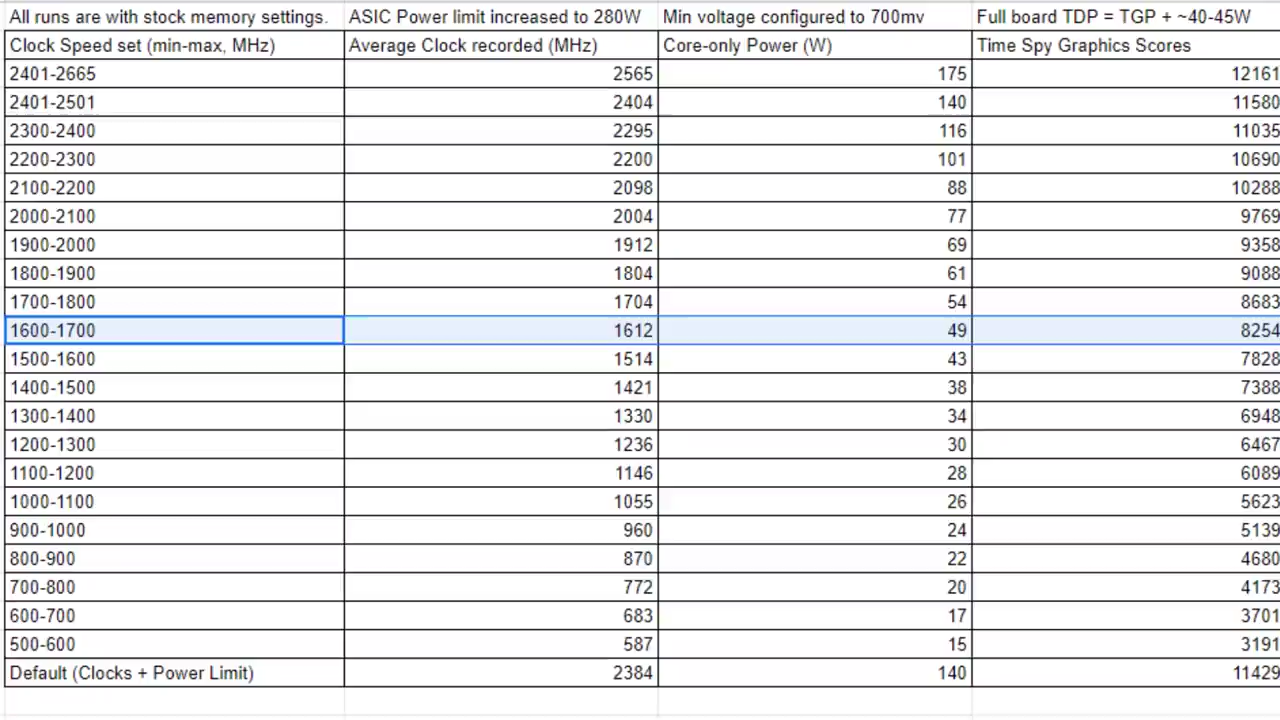 All runs are with stock memory settings. ASIC Power limit increased to 280W Min voltage configured to 700mv Full board TDP = TGP + ~40-45W
Clock Speed set (min-max, MHz) Average Clock recorded (MHz) Core-only Power (W) Time Spy Graphics Scores
2401-2665 2565 175 12161
2401-2501 2404 140 11580
2300-2400 2295 116 11035
2200-2300 2200 101 10690
2100-2200 2098 88 10288
2000-2100 2004 77 9769
1900-2000 1912 69 9358
1800-1900 1804 61 9088
1700-1800 1704 54 8683
1600-1700 1612 49 8254
1500-1600 1514 43 7828
1400-1500 1421 38 7388
1300-1400 1330 34 6948
1200-1300 1236 30 6467
1100-1200 1146 28 6089
1000-1100 1055 26 5623
900-1000 960 24 5139
800-900 870 22 4680
700-800 772 20 4173
600-700 683 17 3701
500-600 587 15 3191
Default (Clocks + Power Limit) 2384 140 11429